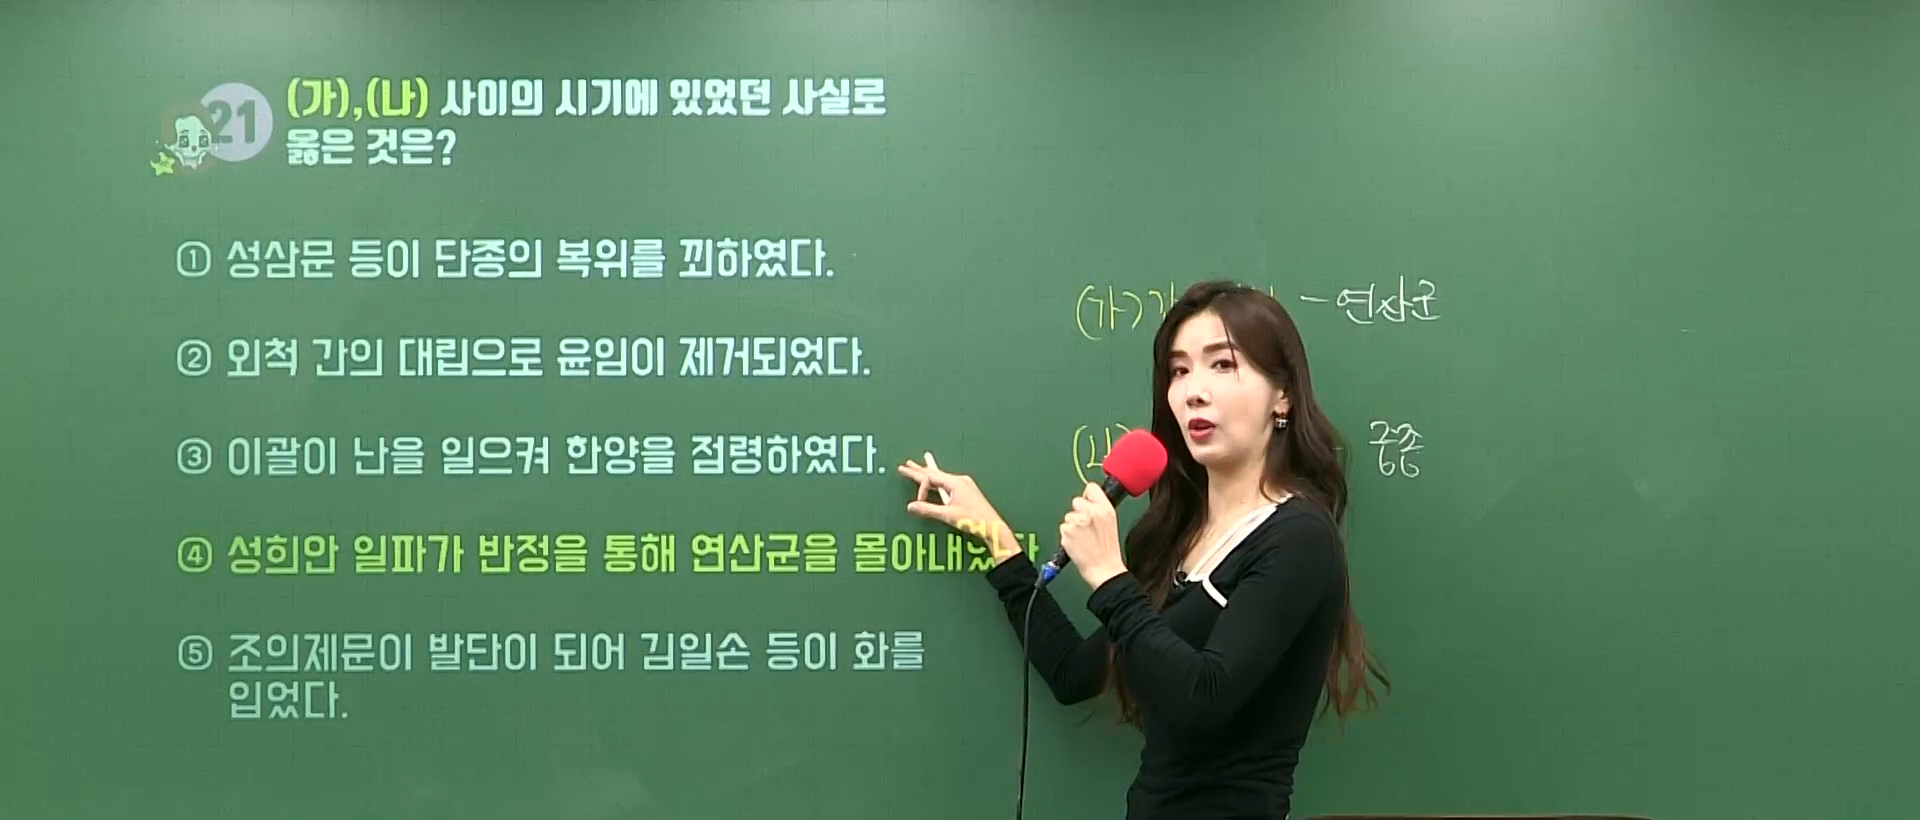 21 (가),(나) 사이의 시기에 있었던 사실로
옳은 것은?
① 성삼문 등이 단종의 복위를 꾀하였다.
② 외척 간의 대립으로 윤임이 제거되었다.
③ 이괄이 난을 일으켜 한양을 점령하였다.
④ 성희안 일파가 반정을 통해 연산군을 몰아내었다
⑤ 조의제문이 발단이 되어 김일손 등이 화를
입었다.
(가) - 연산군
(나) 중종